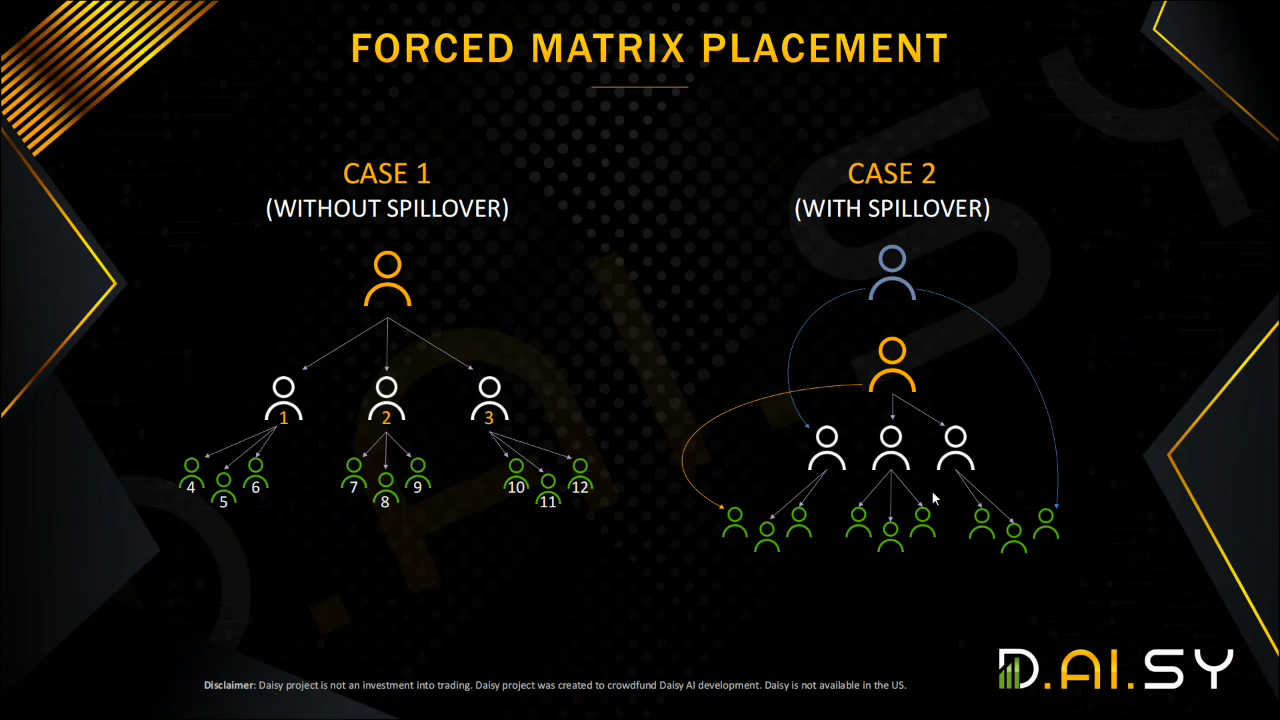 FORCED MATRIX PLACEMENT
CASE 1
(WITHOUT SPILLOVER)
CASE 2
(WITH SPILLOVER)
1 2 3
4 5 6 7 8 9 10 11 12
D.AI.SY
Disclaimer: Daisy project is not an investment into trading. Daisy project was created to crowdfund Daisy AI development. Daisy is not available in the US.
D.AI.SY